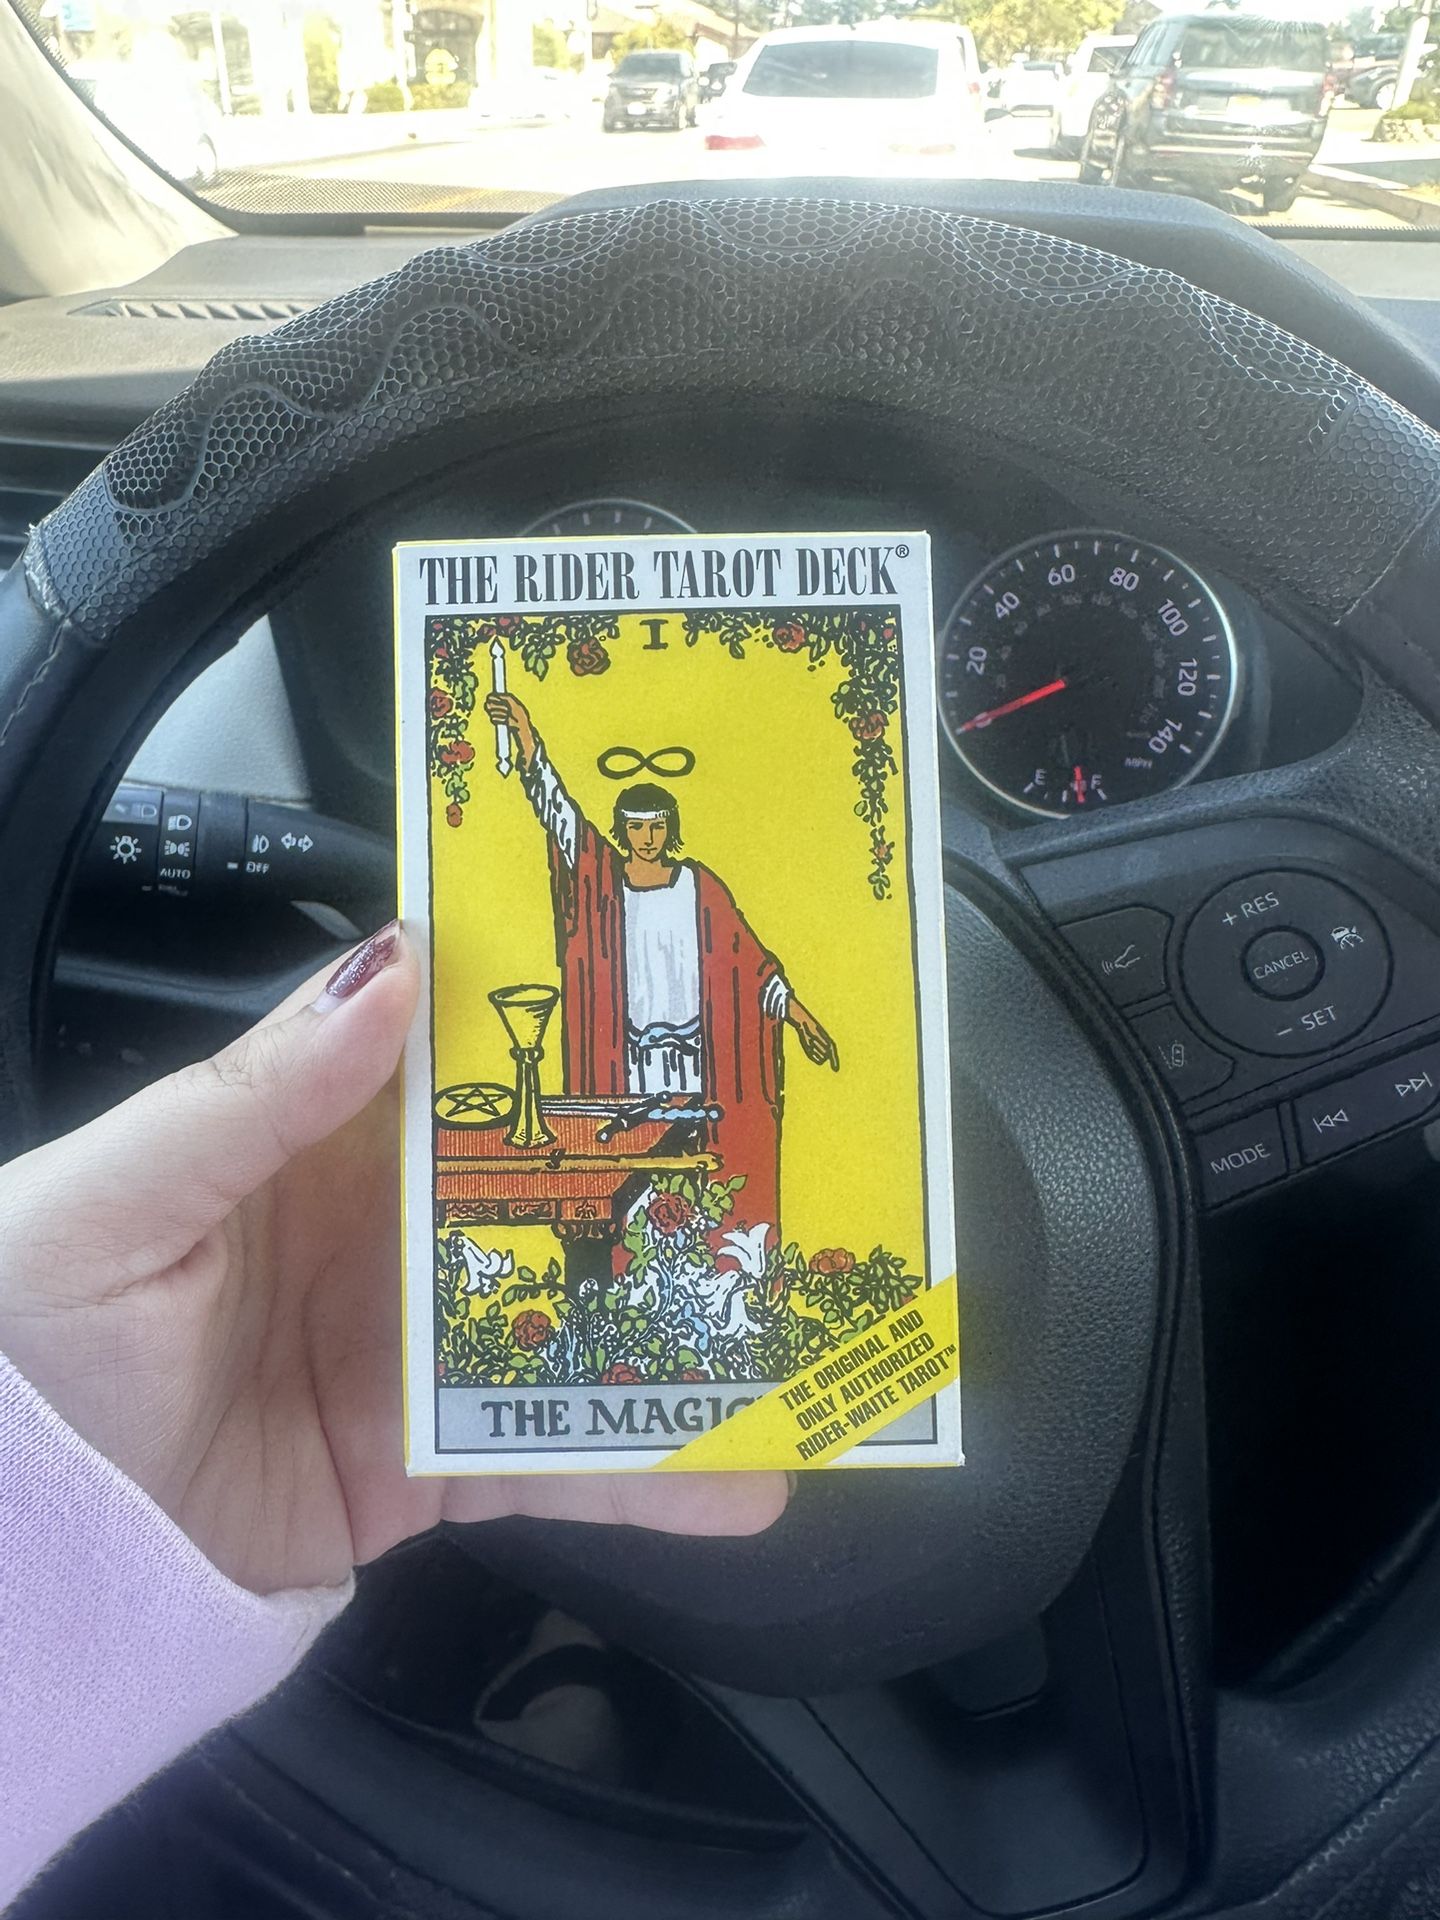 THE RIDER TAROT DECK®
I
THE MAGIC
THE ORIGINAL AND
ONLY AUTHORIZED
RIDER-WAITE TAROT™
20
40
60
80
100
120
140
MPH
E F
OFF
AUTO
+ RES
CANCEL
− SET
MODE